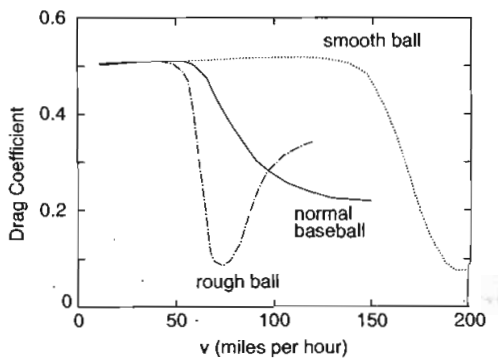 0.6
0.4
0.2
0
Drag Coefficient
smooth ball
normal
baseball
rough ball
0
50
100
150
200
v (miles per hour)